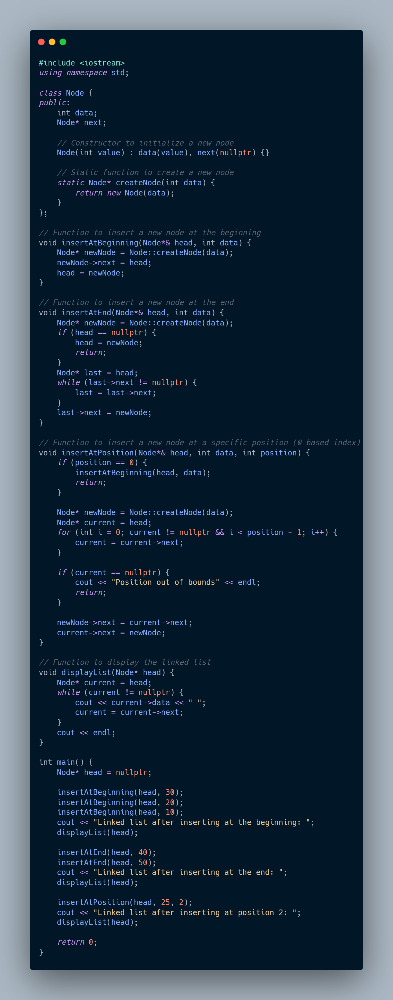 #include <iostream>
using namespace std;

class Node {
public:
    int data;
    Node* next;

    // Constructor to initialize a new node
    Node(int value) : data(value), next(nullptr) {}

    // Static function to create a new node
    static Node* createNode(int data) {
        return new Node(data);
    }
};

// Function to insert a new node at the beginning
void insertAtBeginning(Node*& head, int data) {
    Node* newNode = Node::createNode(data);
    newNode->next = head;
    head = newNode;
}

// Function to insert a new node at the end
void insertAtEnd(Node*& head, int data) {
    Node* newNode = Node::createNode(data);
    if (head == nullptr) {
        head = newNode;
        return;
    }
    Node* last = head;
    while (last->next != nullptr) {
        last = last->next;
    }
    last->next = newNode;
}

// Function to insert a new node at a specific position (0-based index)
void insertAtPosition(Node*& head, int data, int position) {
    if (position == 0) {
        insertAtBeginning(head, data);
        return;
    }

    Node* newNode = Node::createNode(data);
    Node* current = head;
    for (int i = 0; current != nullptr && i < position - 1; i++) {
        current = current->next;
    }

    if (current == nullptr) {
        cout << "Position out of bounds" << endl;
        return;
    }

    newNode->next = current->next;
    current->next = newNode;
}

// Function to display the linked list
void displayList(Node* head) {
    Node* current = head;
    while (current != nullptr) {
        cout << current->data << " ";
        current = current->next;
    }
    cout << endl;
}

int main() {
    Node* head = nullptr;

    insertAtBeginning(head, 30);
    insertAtBeginning(head, 20);
    insertAtBeginning(head, 10);
    cout << "Linked list after inserting at the beginning: ";
    displayList(head);

    insertAtEnd(head, 40);
    insertAtEnd(head, 50);
    cout << "Linked list after inserting at the end: ";
    displayList(head);

    insertAtPosition(head, 25, 2);
    cout << "Linked list after inserting at position 2: ";
    displayList(head);

    return 0;
}